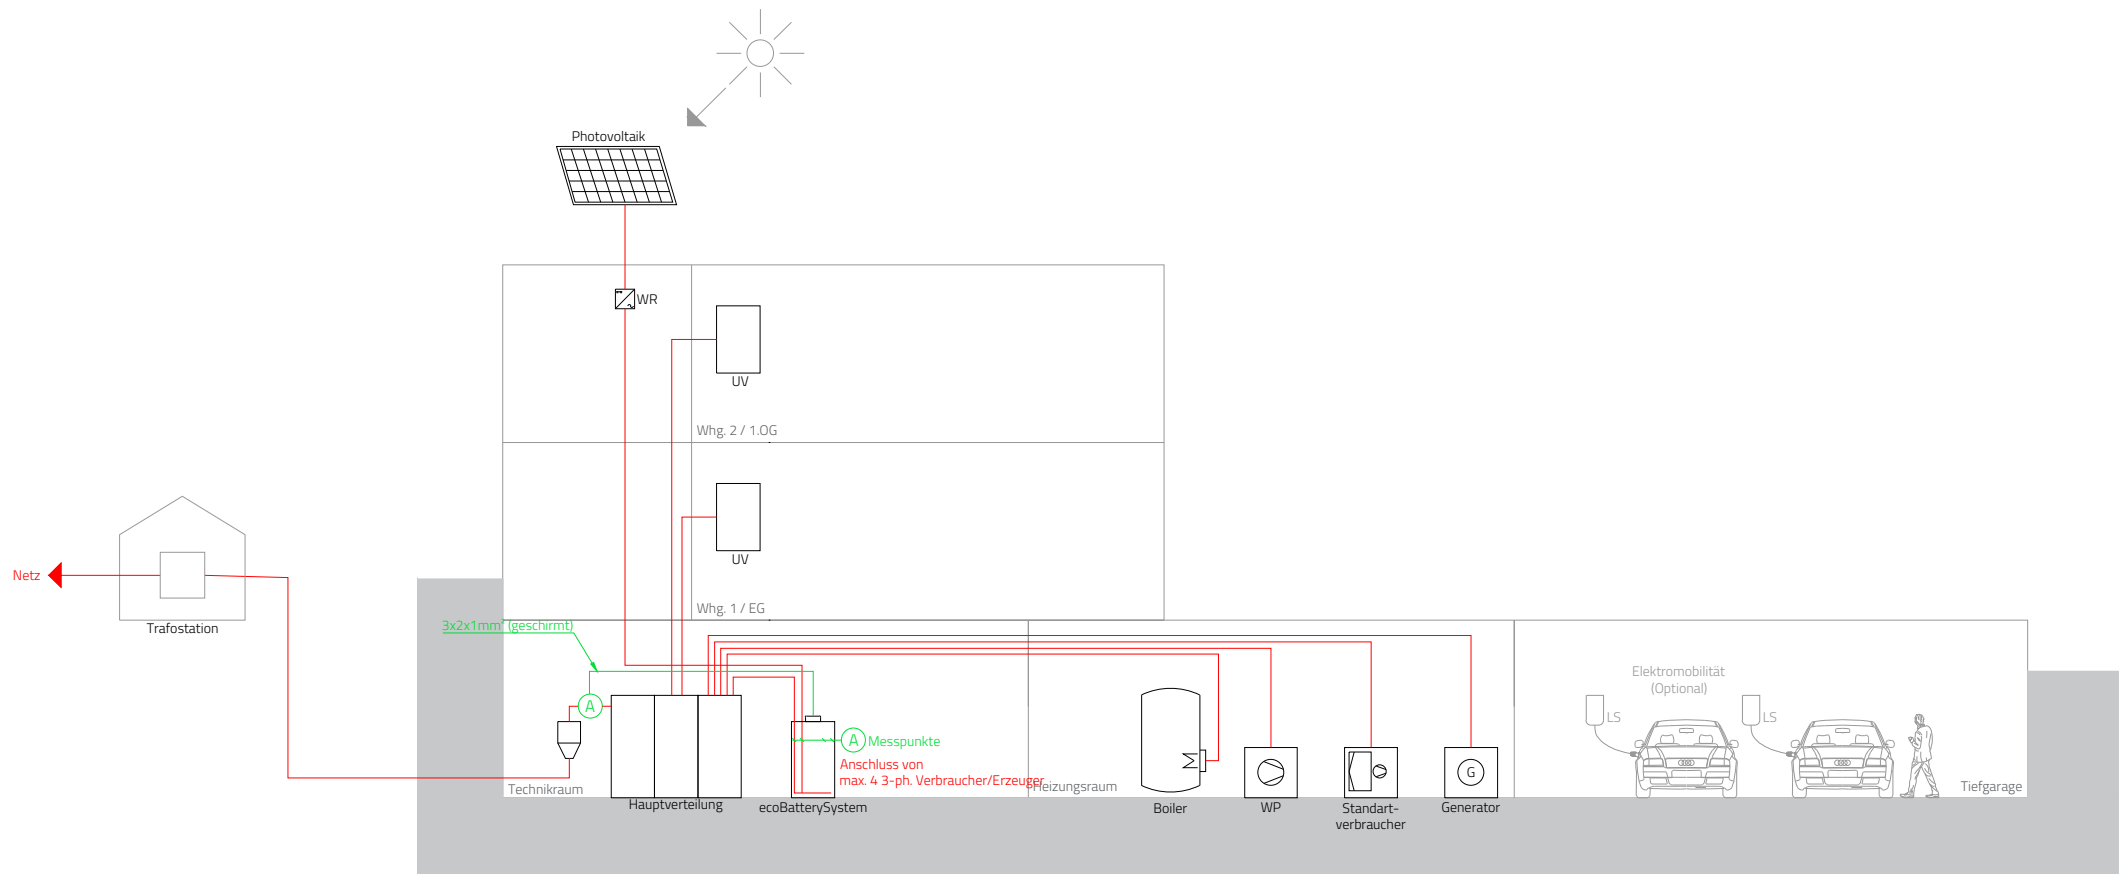 Photovoltaik
WR
UV
Whg. 2 / 1.OG
UV
Whg. 1 / EG
Netz
Trafostation
3x2x1mm² (geschirmt)
A
A
Messpunkte
Anschluss von
max. 4 3-ph. Verbraucher/Erzeuger
Technikraum
Hauptverteilung
ecoBatterySystem
Heizungsraum
Boiler
WP
Standart-
verbraucher
G
Generator
Elektromobilität
(Optional)
LS
LS
Tiefgarage